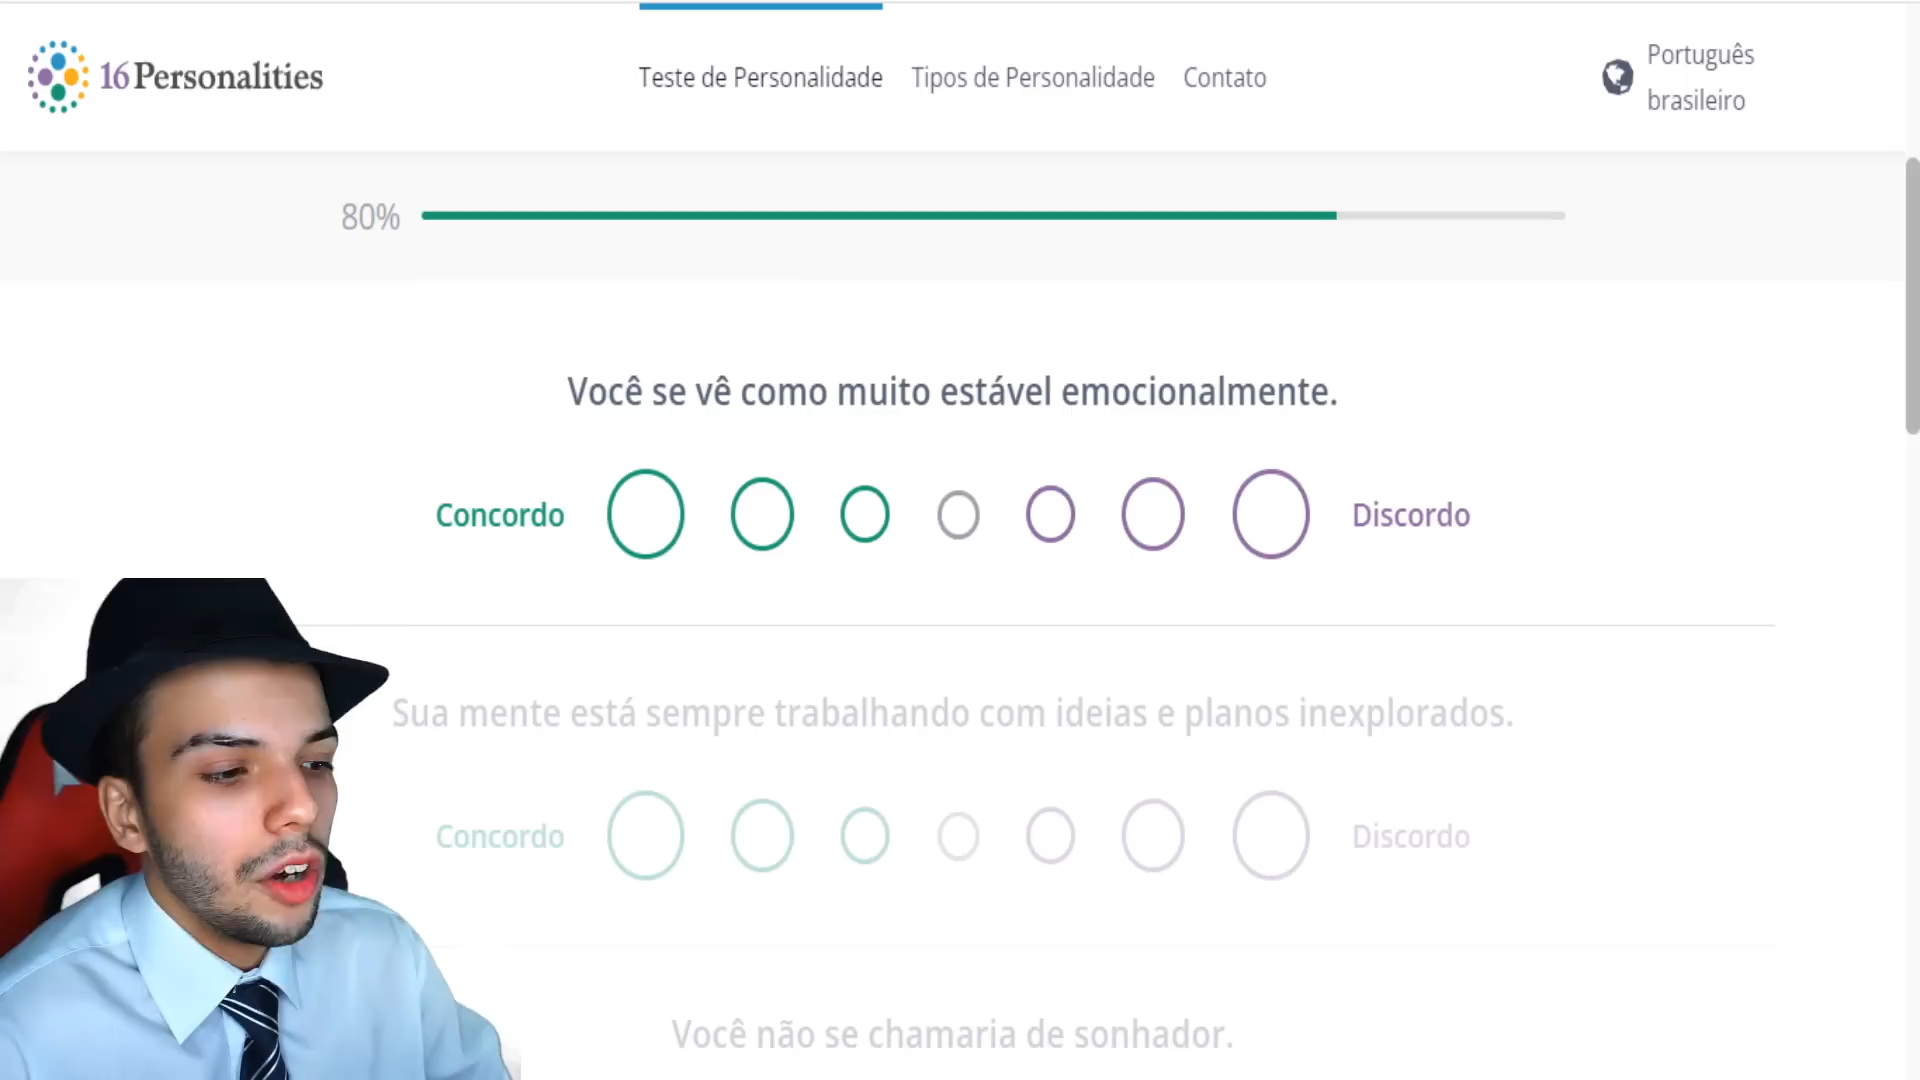 16Personalities
Teste de Personalidade
Tipos de Personalidade
Contato
Português
brasileiro
80%
Você se vê como muito estável emocionalmente.
Concordo
Discordo
Sua mente está sempre trabalhando com ideias e planos inexplorados.
Concordo
Discordo
Você não se chamaria de sonhador.